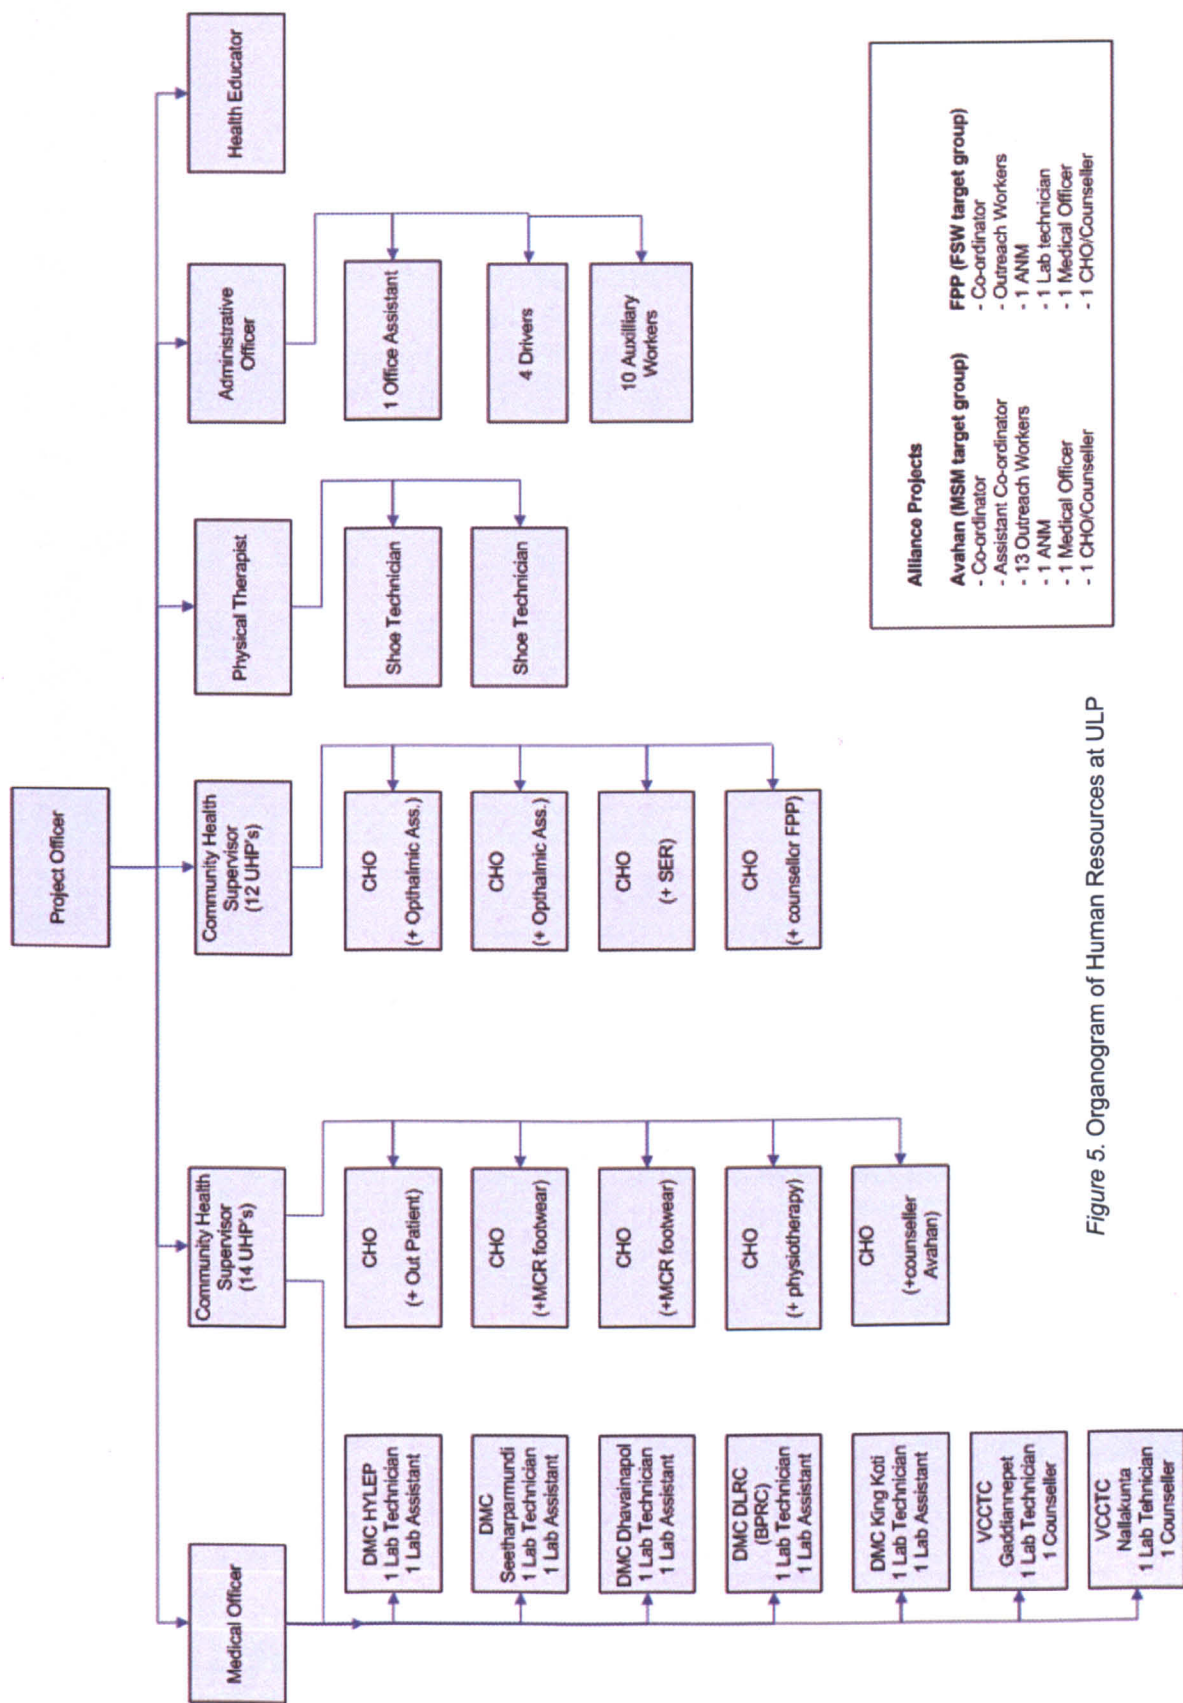 Project Officer
Medical Officer
Community Health
Supervisor
(14 UHP's)
Community Health
Supervisor
(12 UHP's)
Physical Therapist
Administrative
Officer
Health Educator
DMC HYLEP
1 Lab Technician
1 Lab Assistant
DMC
Seetharparmundi
1 Lab Technician
1 Lab Assistant
DMC Dhvainapol
1 Lab Technician
1 Lab Assistant
DMC DLRC
(BPRC)
1 Lab Technician
1 Lab Assistant
DMC King Koti
1 Lab Technician
1 Lab Assistant
VCCTC
Gaddiannepet
1 Lab Technician
1 Counseller
VCCTC
Nallakunta
1 Lab Tehnician
1 Counseller
CHO
(+ Out Patient)
CHO
(+MCR footwear)
CHO
(+MCR footwear)
CHO
(+ physiotherapy)
CHO
(+counseller
Avahan)
CHO
(+ Opthalmic Ass.)
CHO
(+ Opthalmic Ass.)
CHO
(+ SER)
CHO
(+ counsellor FPP)
Shoe Technician
Shoe Technician
1 Office Assistant
4 Drivers
10 Auxilliary
Workers
Alliance Projects
Avahan (MSM target group)
- Co-ordinator
- Assistant Co-ordinator
- 13 Outreach Workers
- 1 ANM
- 1 Medical Officer
- 1 CHO/Counseller
FPP (FSW target group)
- Co-ordinator
- Outreach Workers
- 1 ANM
- 1 Lab technician
- 1 Medical Officer
- 1 CHO/Counseller
Figure 5. Organogram of Human Resources at ULP